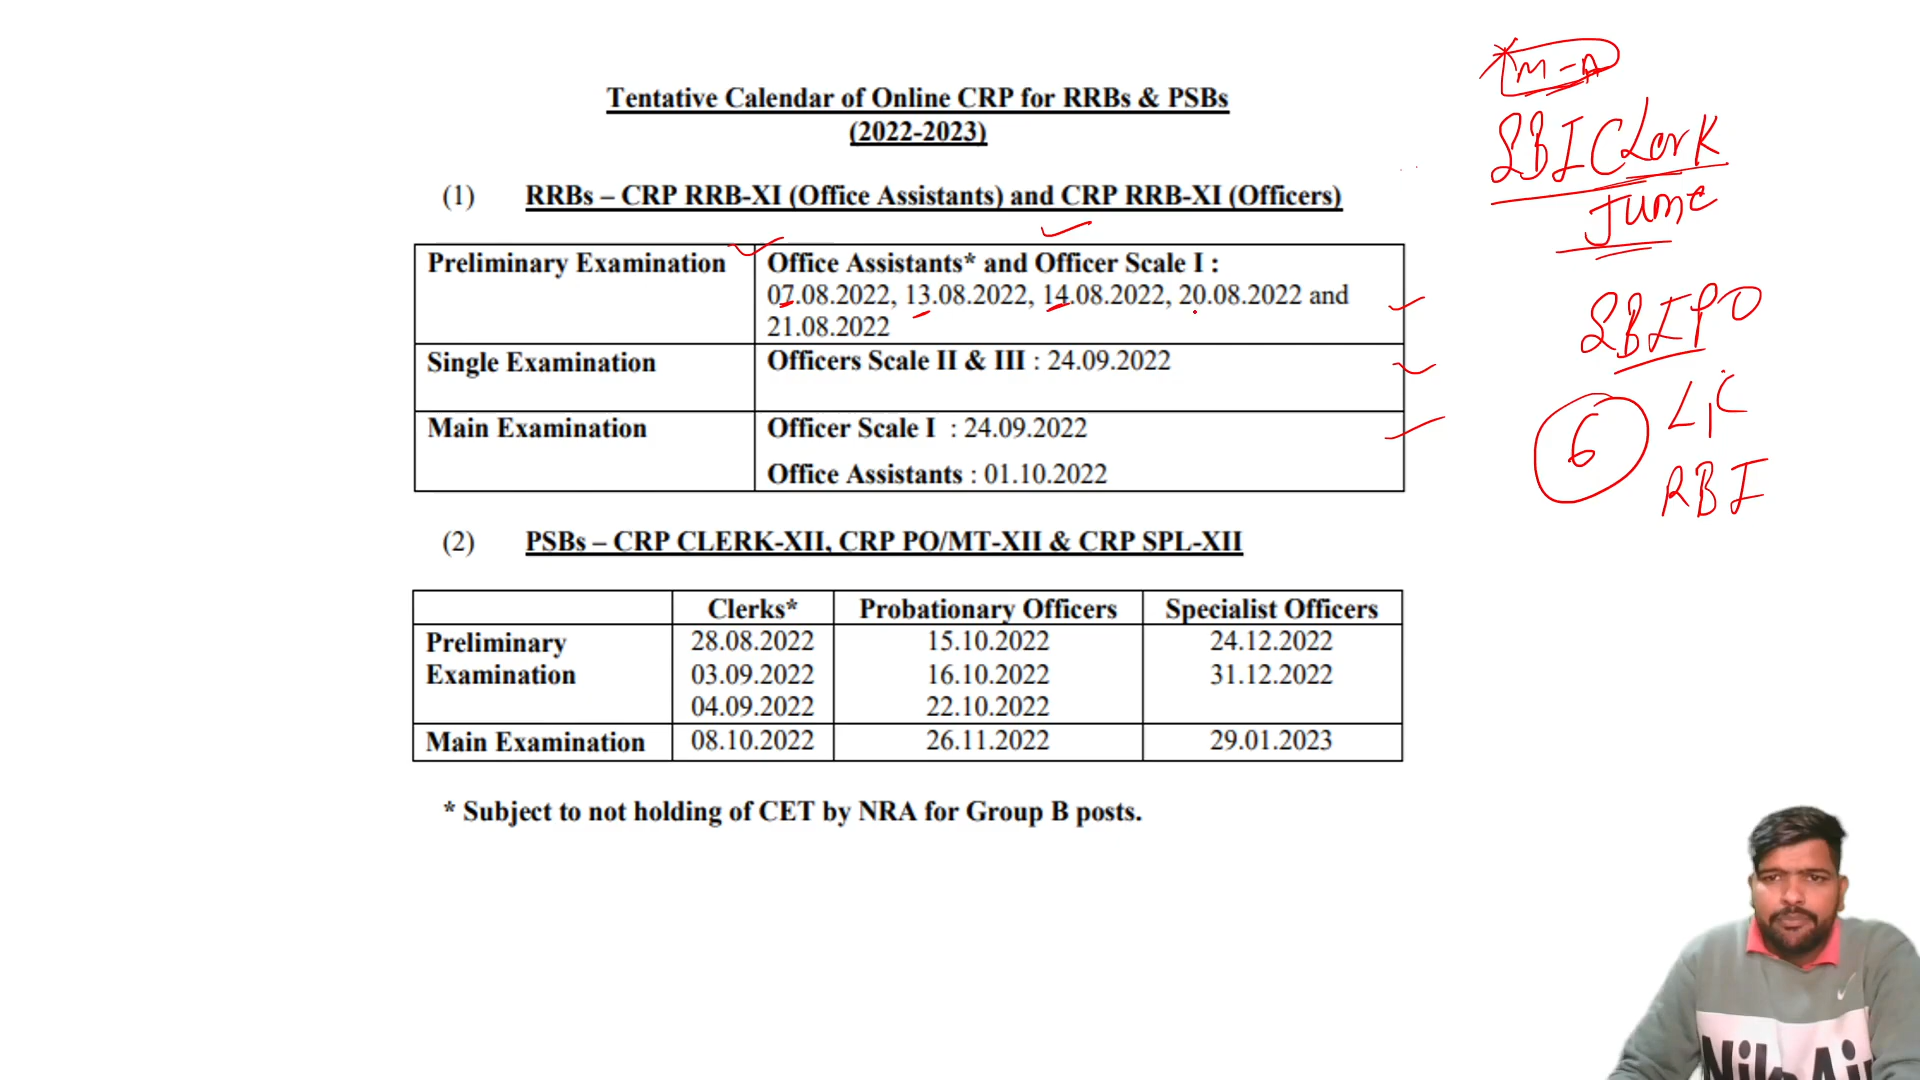 Tentative Calendar of Online CRP for RRBs & PSBs
(2022-2023)
(1) RRBs – CRP RRB-XI (Office Assistants) and CRP RRB-XI (Officers)
Preliminary Examination
Office Assistants* and Officer Scale I :
07.08.2022, 13.08.2022, 14.08.2022, 20.08.2022 and
21.08.2022
Single Examination Officers Scale II & III : 24.09.2022
Main Examination Officer Scale I : 24.09.2022
Office Assistants : 01.10.2022
(2) PSBs – CRP CLERK-XII, CRP PO/MT-XII & CRP SPL-XII
Clerks* Probationary Officers Specialist Officers
Preliminary 28.08.2022 15.10.2022 24.12.2022
Examination 03.09.2022 16.10.2022 31.12.2022
04.09.2022 22.10.2022
Main Examination 08.10.2022 26.11.2022 29.01.2023
* Subject to not holding of CET by NRA for Group B posts.
M-A
SBI Clerk
June
SBI PO
6
LIC
RBI